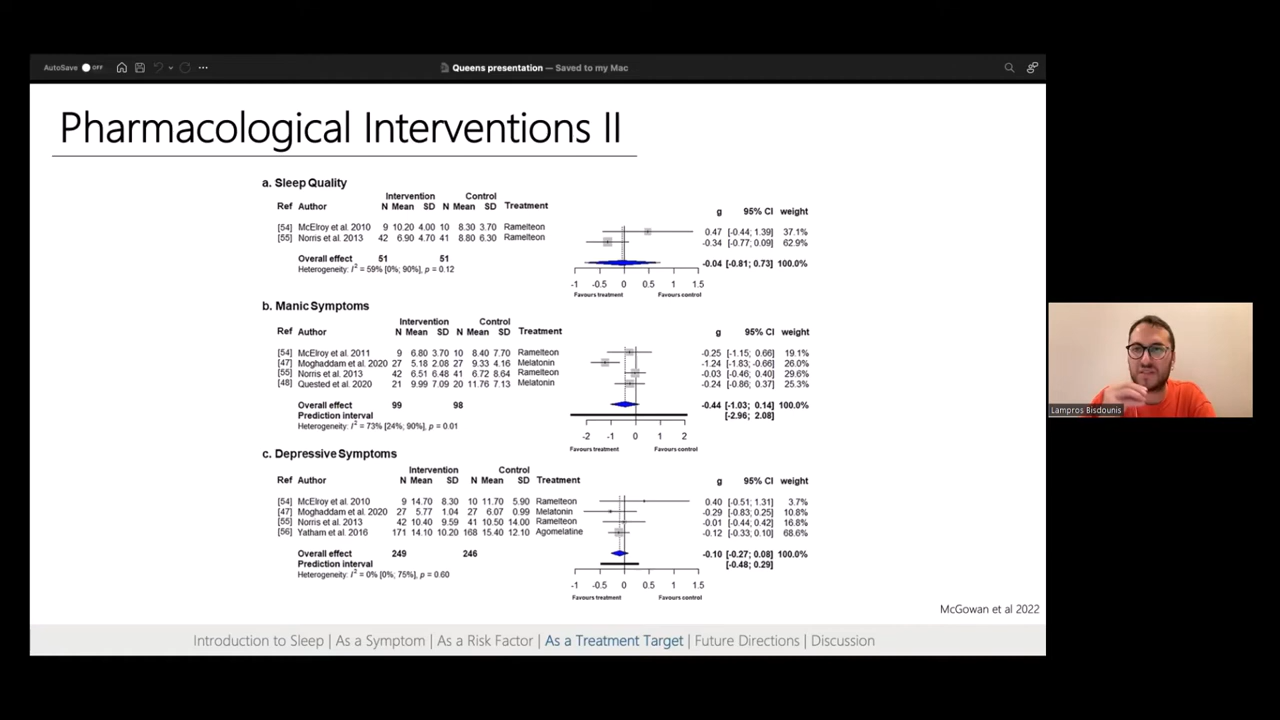 AutoSave OFF
Queens presentation — Saved to my Mac
Pharmacological Interventions II
a. Sleep Quality
Intervention Control
Ref Author N Mean SD N Mean SD Treatment g 95% CI weight
[54] McElroy et al. 2010 9 10.20 4.00 10 8.30 3.70 Ramelteon 0.47 [-0.44; 1.39] 37.1%
[55] Norris et al. 2013 42 6.90 4.70 41 8.80 6.30 Ramelteon -0.34 [-0.77; 0.09] 62.9%
Overall effect 51 51 -0.04 [-0.81; 0.73] 100.0%
Heterogeneity: I² = 59% [0%; 90%], p = 0.12
-1 -0.5 0 0.5 1 1.5
Favours treatment Favours control
b. Manic Symptoms
Intervention Control
Ref Author N Mean SD N Mean SD Treatment g 95% CI weight
[54] McElroy et al. 2011 9 6.80 3.70 10 8.40 7.70 Ramelteon -0.25 [-1.15; 0.66] 19.1%
[47] Moghaddam et al. 2020 27 5.18 2.08 27 9.33 4.16 Melatonin -1.24 [-1.83; -0.66] 26.0%
[55] Norris et al. 2013 42 6.51 6.48 41 6.72 8.64 Ramelteon -0.03 [-0.46; 0.40] 29.6%
[48] Quested et al. 2020 21 9.99 7.09 20 11.76 7.13 Melatonin -0.24 [-0.86; 0.37] 25.3%
Overall effect 99 98 -0.44 [-1.03; 0.14] 100.0%
Prediction interval [-2.96; 2.08]
Heterogeneity: I² = 73% [24%; 90%], p = 0.01
-2 -1 0 1 2
Favours treatment Favours control
c. Depressive Symptoms
Intervention Control
Ref Author N Mean SD N Mean SD Treatment g 95% CI weight
[54] McElroy et al. 2010 9 14.70 8.30 10 11.70 5.90 Ramelteon 0.40 [-0.51; 1.31] 3.7%
[47] Moghaddam et al. 2020 27 5.77 1.04 27 6.07 0.99 Melatonin -0.29 [-0.83; 0.25] 10.8%
[55] Norris et al. 2013 42 10.40 9.59 41 10.50 14.00 Ramelteon -0.01 [-0.44; 0.42] 16.8%
[56] Yatham et al. 2016 171 14.10 10.20 168 15.40 12.10 Agomelatine -0.12 [-0.33; 0.10] 68.6%
Overall effect 249 246 -0.10 [-0.27; 0.08] 100.0%
Prediction interval [-0.48; 0.29]
Heterogeneity: I² = 0% [0%; 75%], p = 0.60
-1 -0.5 0 0.5 1 1.5
Favours treatment Favours control
McGowan et al 2022
Introduction to Sleep | As a Symptom | As a Risk Factor | As a Treatment Target | Future Directions | Discussion
Lampros Bisdounis